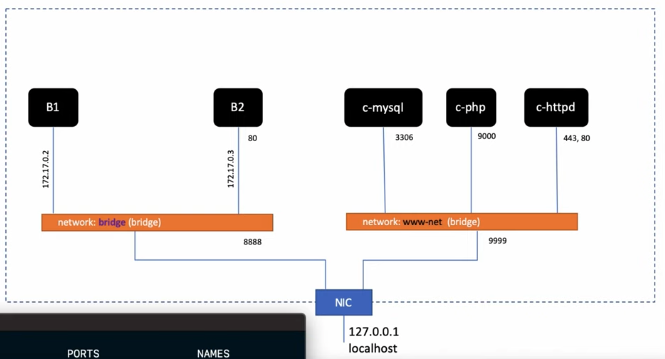 B1
B2
c-mysql
c-php
c-httpd
80
3306
9000
443, 80
172.17.0.2
172.17.0.3
network: bridge (bridge)
network: www-net (bridge)
8888
9999
NIC
127.0.0.1
localhost
PORTS NAMES